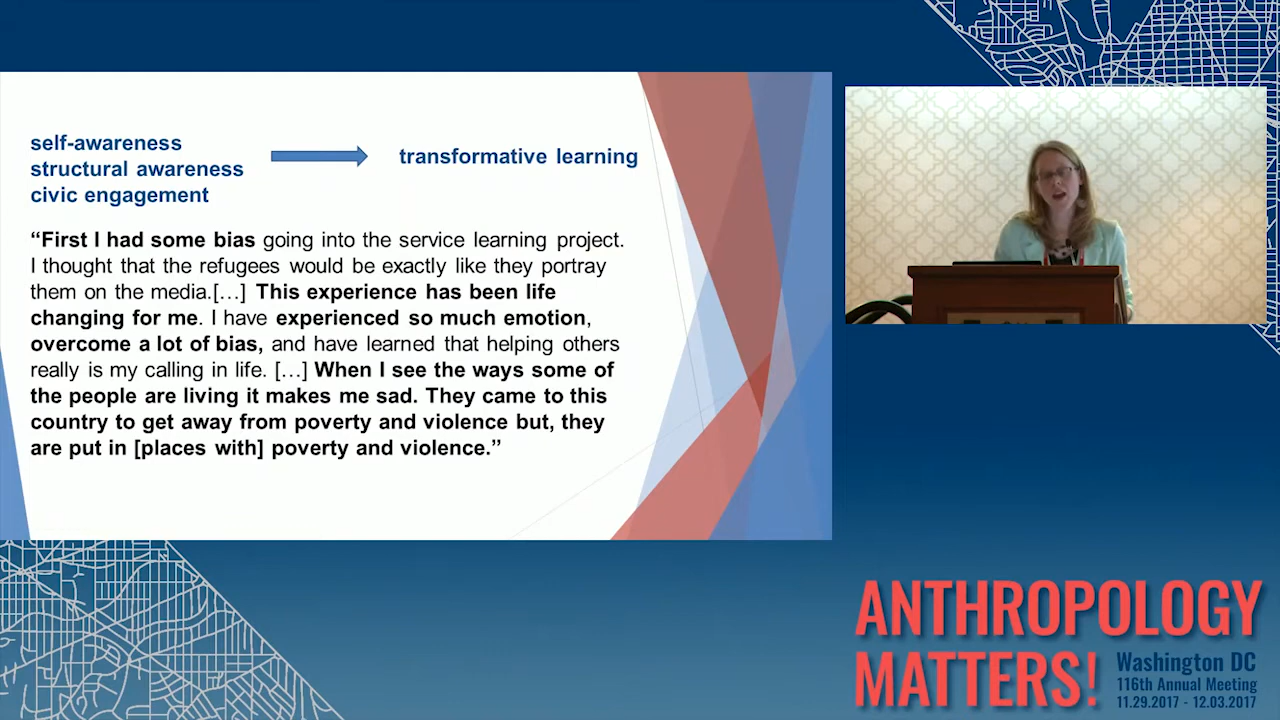 self-awareness
structural awareness
civic engagement
transformative learning
“First I had some bias going into the service learning project.
I thought that the refugees would be exactly like they portray
them on the media.[…] This experience has been life
changing for me. I have experienced so much emotion,
overcome a lot of bias, and have learned that helping others
really is my calling in life. […] When I see the ways some of
the people are living it makes me sad. They came to this
country to get away from poverty and violence but, they
are put in [places with] poverty and violence.”
ANTHROPOLOGY
MATTERS!
Washington DC
116th Annual Meeting
11.29.2017 - 12.03.2017